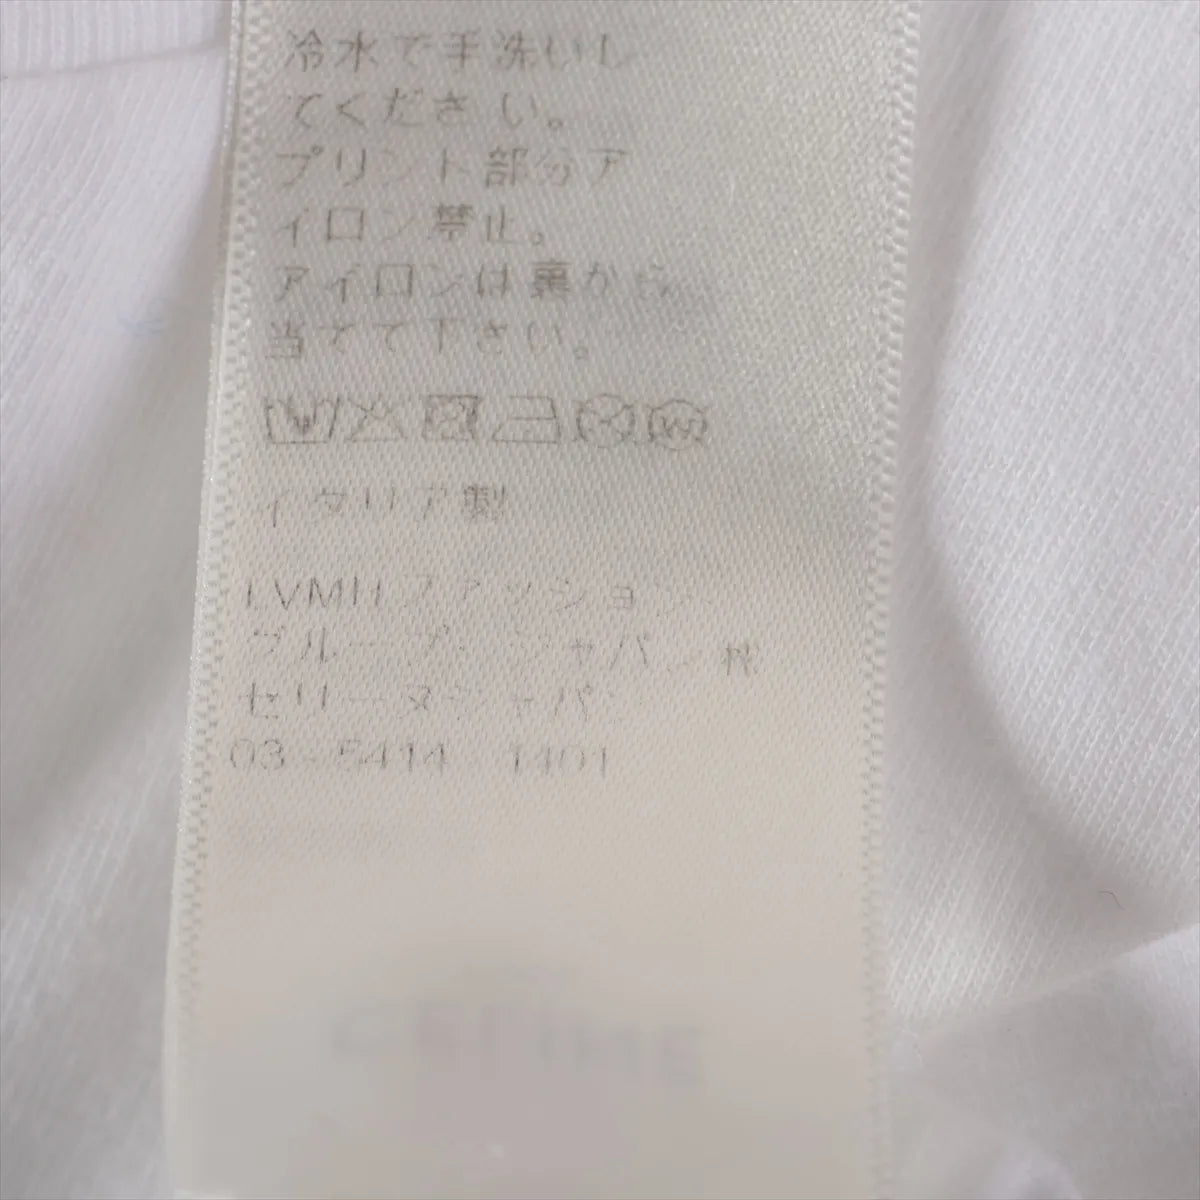 冷水で手洗いし
てください。
プリント部分ア
イロン禁止。
アイロンは裏から
当てて下さい。
イタリア製
LVMHファッション・
グループ・ジャパン㈱
セリーヌジャパン
03-5414-1401
CELINE